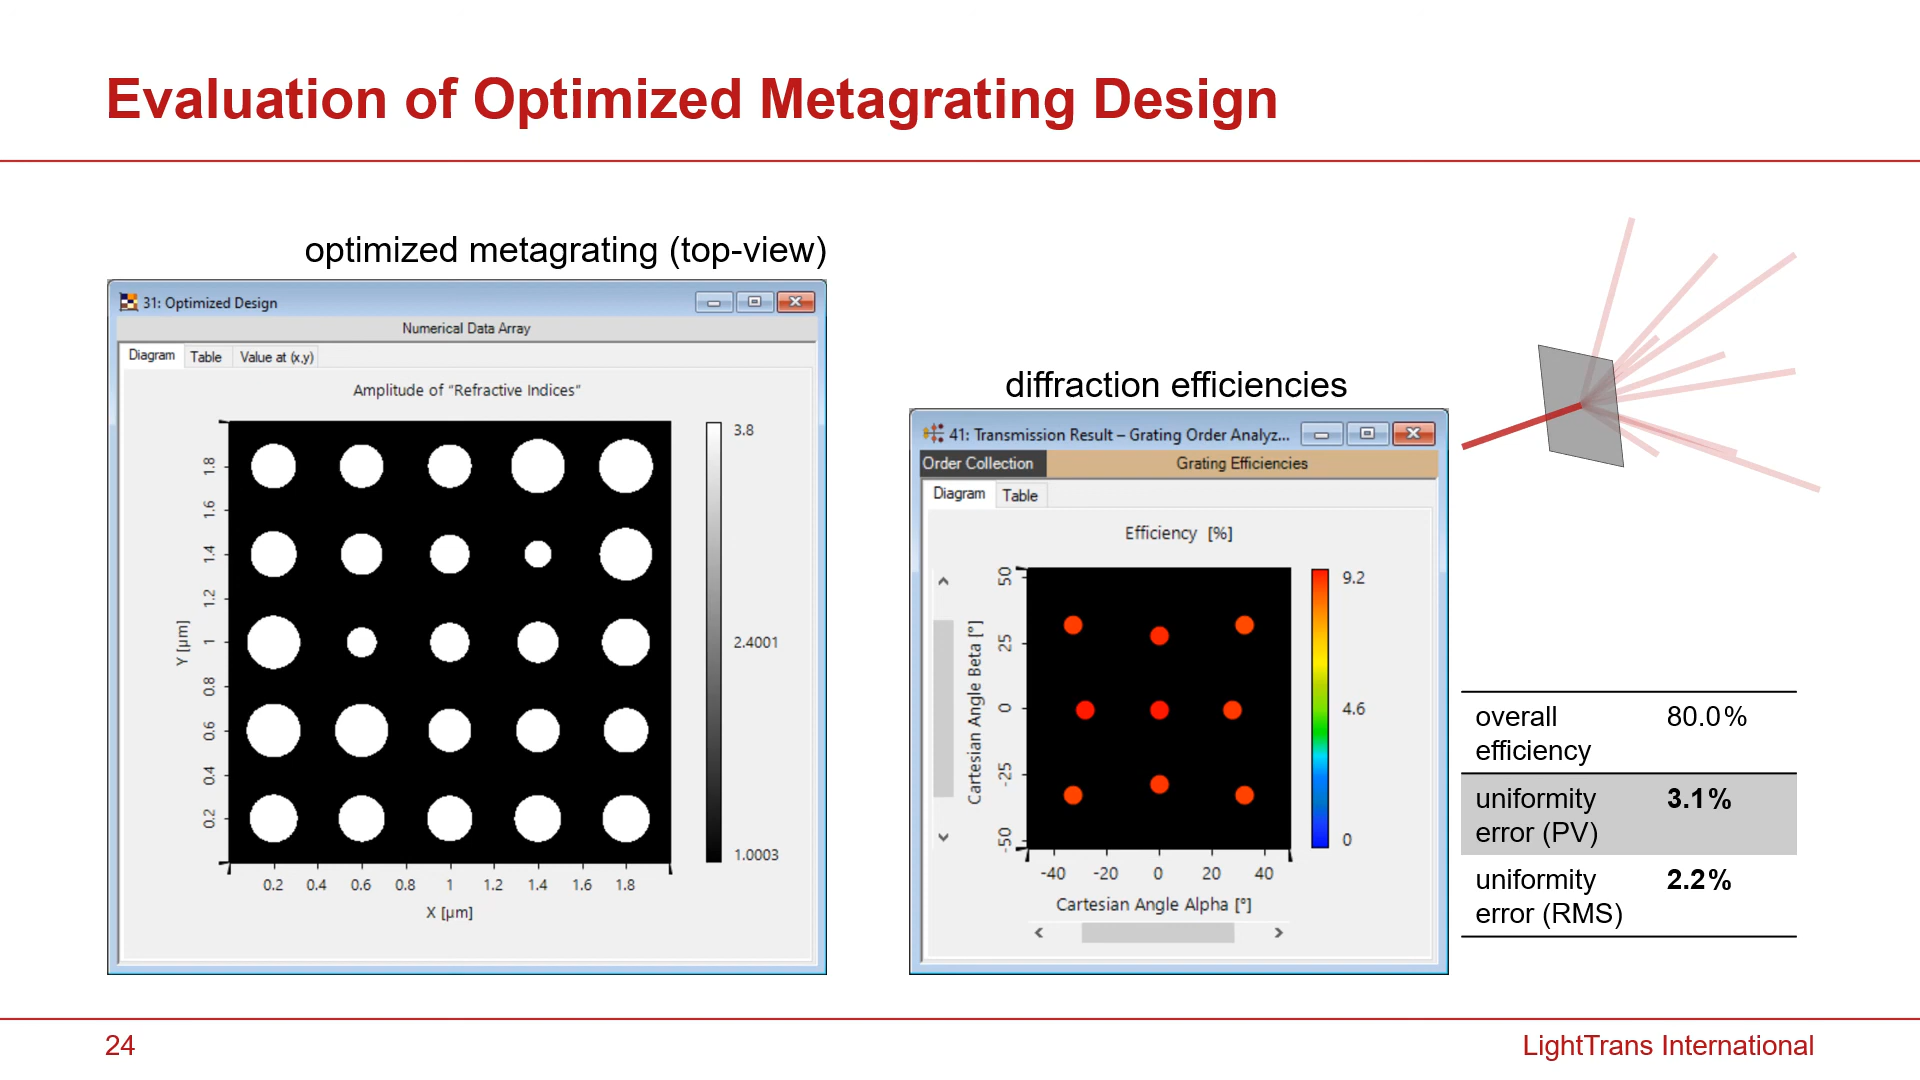 Evaluation of Optimized Metagrating Design
optimized metagrating (top-view)
31: Optimized Design
Numerical Data Array
Diagram Table Value at (x,y)
Amplitude of "Refractive Indices"
3.8
2.4001
1.0003
Y [µm]
1.8
1.6
1.4
1.2
1
0.8
0.6
0.4
0.2
0.2 0.4 0.6 0.8 1 1.2 1.4 1.6 1.8
X [µm]
diffraction efficiencies
41: Transmission Result – Grating Order Analyz...
Order Collection Grating Efficiencies
Diagram Table
Efficiency [%]
9.2
4.6
0
Cartesian Angle Beta [°]
50
25
0
-25
-50
-40 -20 0 20 40
Cartesian Angle Alpha [°]
overall 80.0%
efficiency
uniformity 3.1%
error (PV)
uniformity 2.2%
error (RMS)
24
LightTrans International